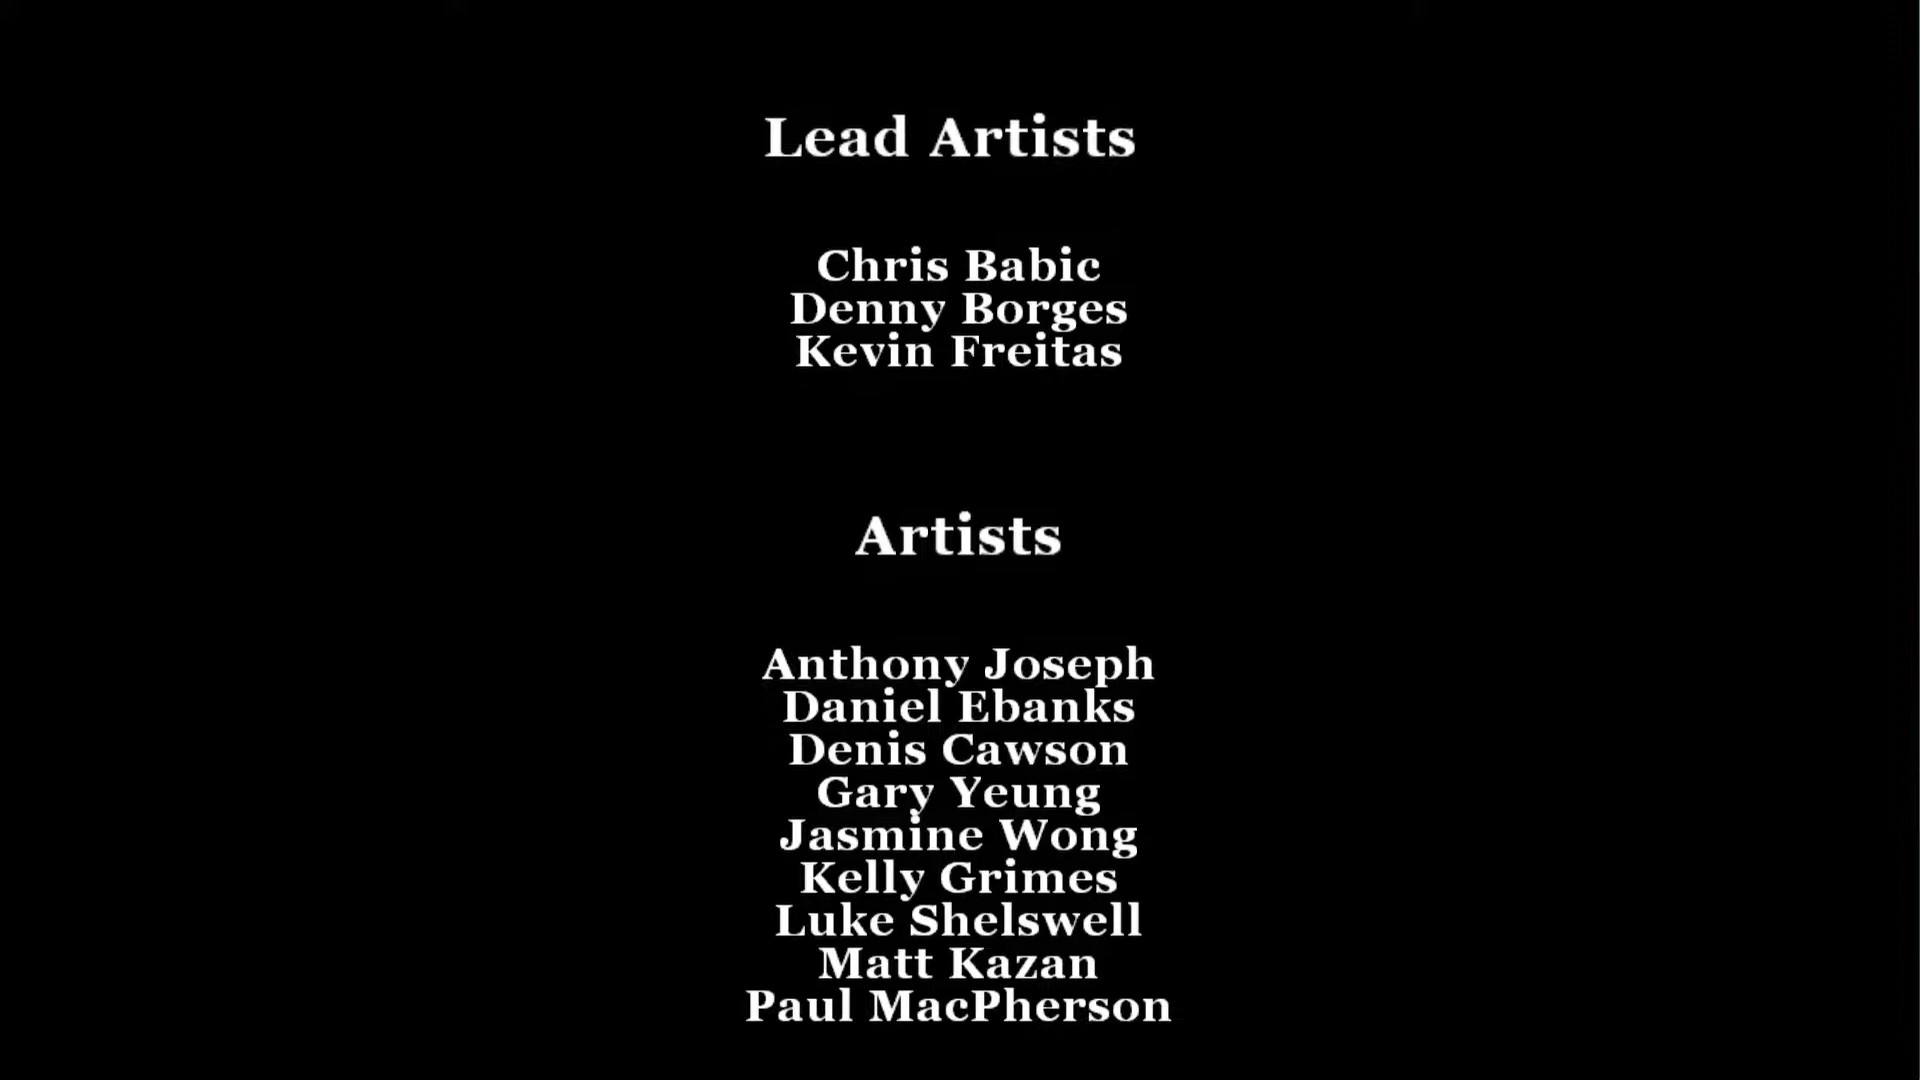 Lead Artists
Chris Babic
Denny Borges
Kevin Freitas
Artists
Anthony Joseph
Daniel Ebanks
Denis Cawson
Gary Yeung
Jasmine Wong
Kelly Grimes
Luke Shelswell
Matt Kazan
Paul MacPherson